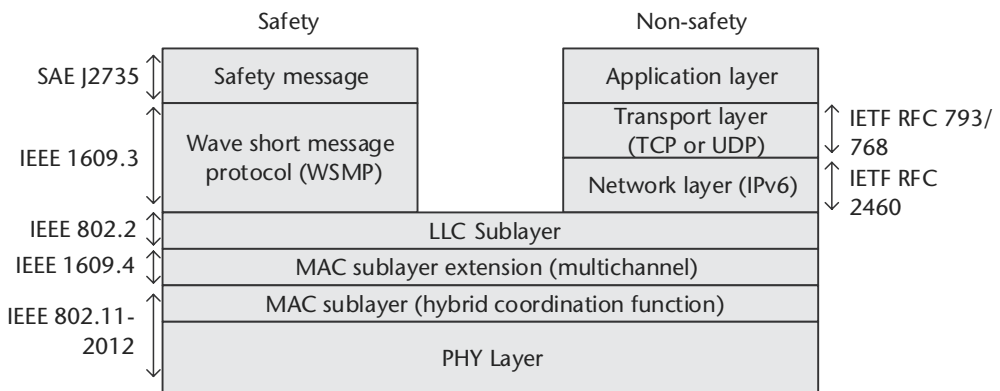 Safety
Non-safety
SAE J2735
Safety message
Application layer
IEEE 1609.3
Wave short message
protocol (WSMP)
Transport layer
(TCP or UDP)
IETF RFC 793/
768
Network layer (IPv6)
IETF RFC
2460
IEEE 802.2
LLC Sublayer
IEEE 1609.4
MAC sublayer extension (multichannel)
IEEE 802.11-
2012
MAC sublayer (hybrid coordination function)
PHY Layer